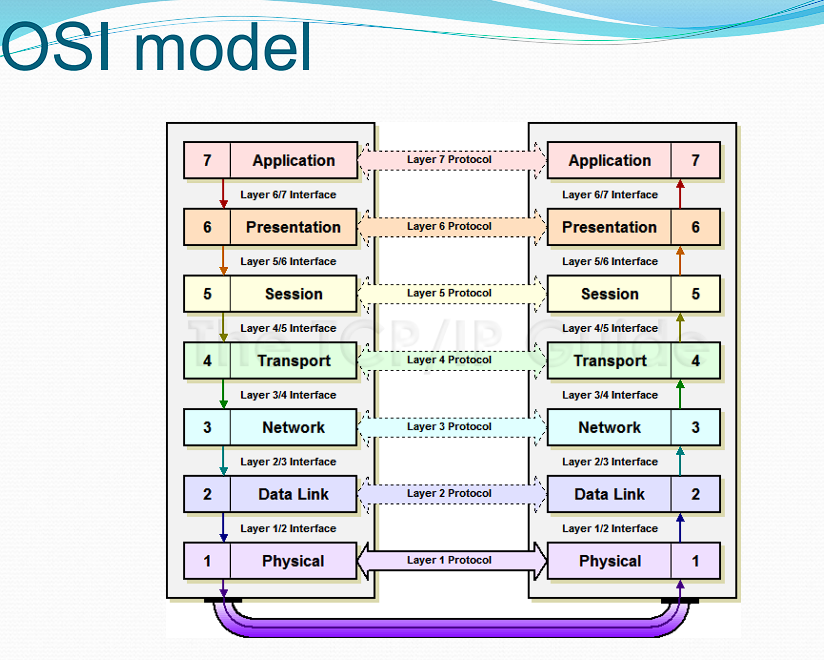 OSI model
7 Application Layer 7 Protocol Application 7
Layer 6/7 Interface Layer 6/7 Interface
6 Presentation Layer 6 Protocol Presentation 6
Layer 5/6 Interface Layer 5/6 Interface
5 Session Layer 5 Protocol Session 5
Layer 4/5 Interface Layer 4/5 Interface
The TCP/IP Guide
4 Transport Layer 4 Protocol Transport 4
Layer 3/4 Interface Layer 3/4 Interface
3 Network Layer 3 Protocol Network 3
Layer 2/3 Interface Layer 2/3 Interface
2 Data Link Layer 2 Protocol Data Link 2
Layer 1/2 Interface Layer 1/2 Interface
1 Physical Layer 1 Protocol Physical 1